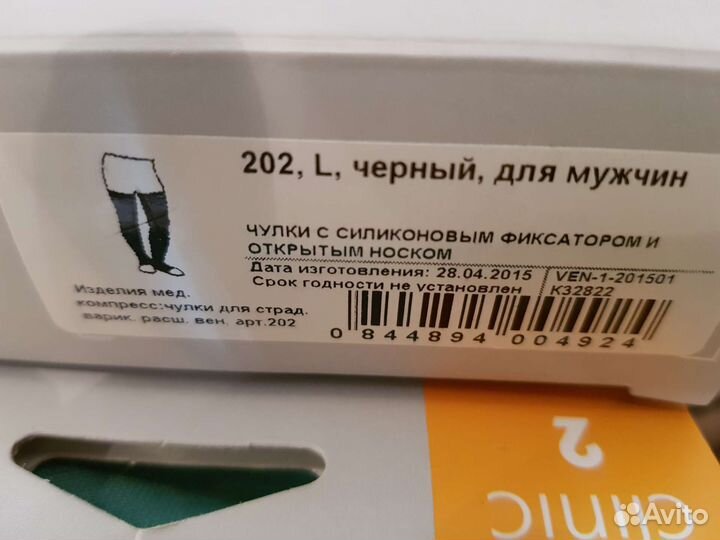 202, L, черный, для мужчин
ЧУЛКИ С СИЛИКОНОВЫМ ФИКСАТОРОМ И
ОТКРЫТЫМ НОСКОМ
Дата изготовления: 28.04.2015
Срок годности не установлен
VEN-1-201501
K32822
Изделия мед.
компресс:чулки для страд.
варик. расш. вен. арт.202
0 844894 004924
2
clinic
Avito